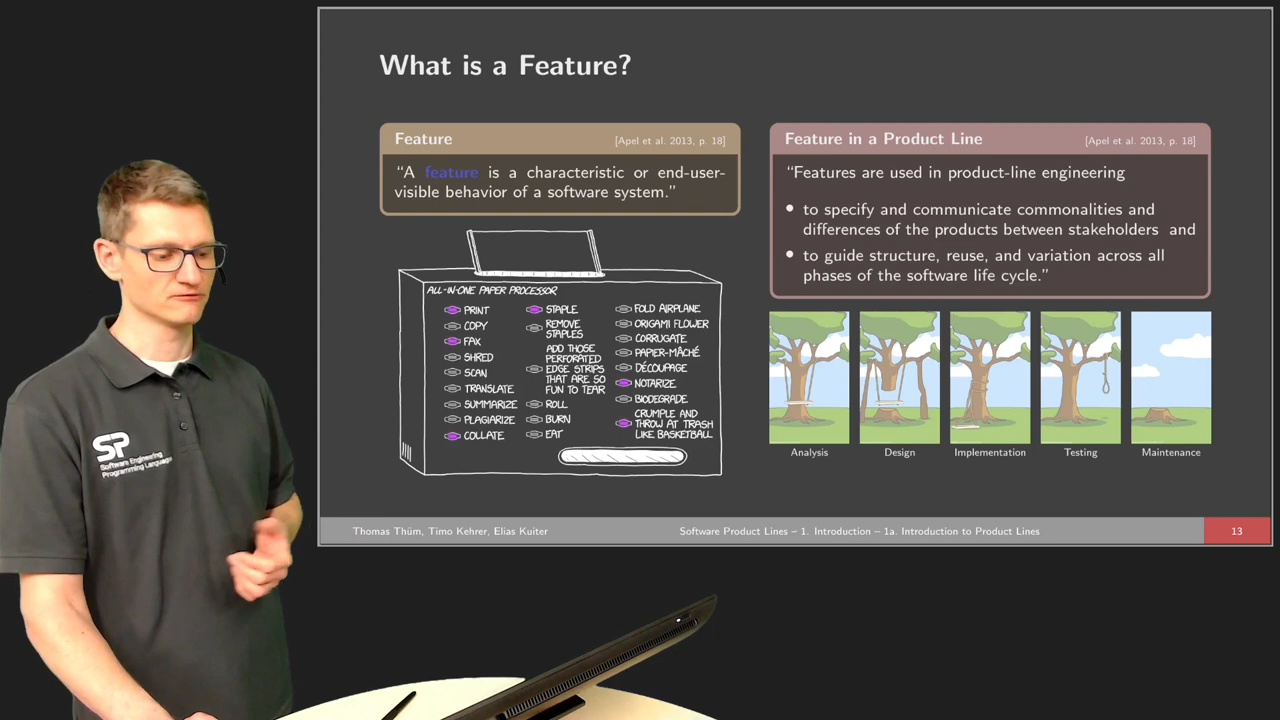 What is a Feature?
Feature [Apel et al. 2013, p. 18]
“A feature is a characteristic or end-user-
visible behavior of a software system.”
Feature in a Product Line [Apel et al. 2013, p. 18]
“Features are used in product-line engineering
• to specify and communicate commonalities and
differences of the products between stakeholders and
• to guide structure, reuse, and variation across all
phases of the software life cycle.”
ALL-IN-ONE PAPER PROCESSOR
PRINT
COPY
FAX
SHRED
SCAN
TRANSLATE
SUMMARIZE
PLAGIARIZE
COLLATE
STAPLE
REMOVE
STAPLES
ADD THOSE
PERFORATED
EDGE STRIPS
THAT ARE SO
FUN TO TEAR
ROLL
BURN
EAT
FOLD AIRPLANE
ORIGAMI FLOWER
CORRUGATE
PAPER-MÂCHÉ
DÉCOUPAGE
NOTARIZE
BIODEGRADE
CRUMPLE AND
THROW AT TRASH
LIKE BASKETBALL
Analysis
Design
Implementation
Testing
Maintenance
SP
Software Engineering
Programming Languages
Thomas Thüm, Timo Kehrer, Elias Kuiter
Software Product Lines – 1. Introduction – 1a. Introduction to Product Lines
13